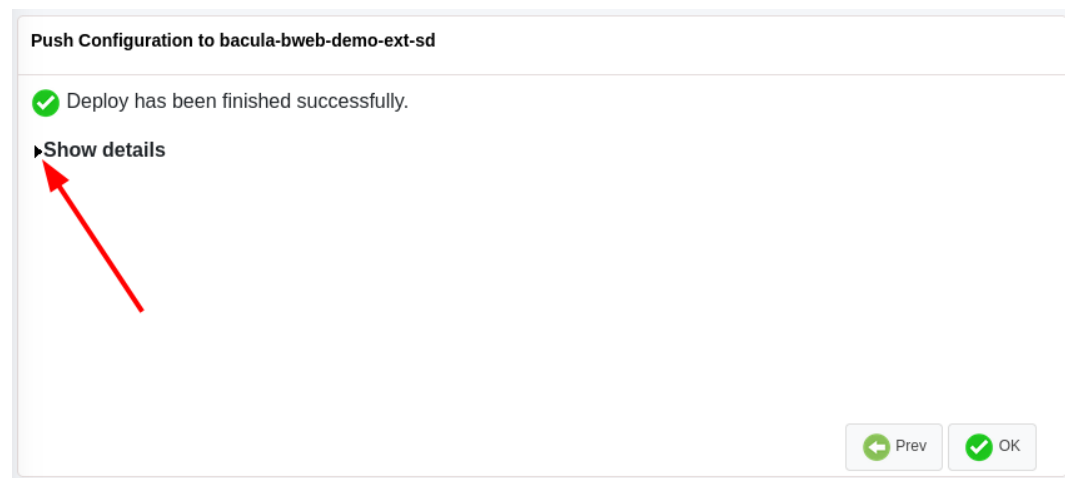 Push Configuration to bacula-bweb-demo-ext-sd
Deploy has been finished successfully.
Show details
Prev
OK